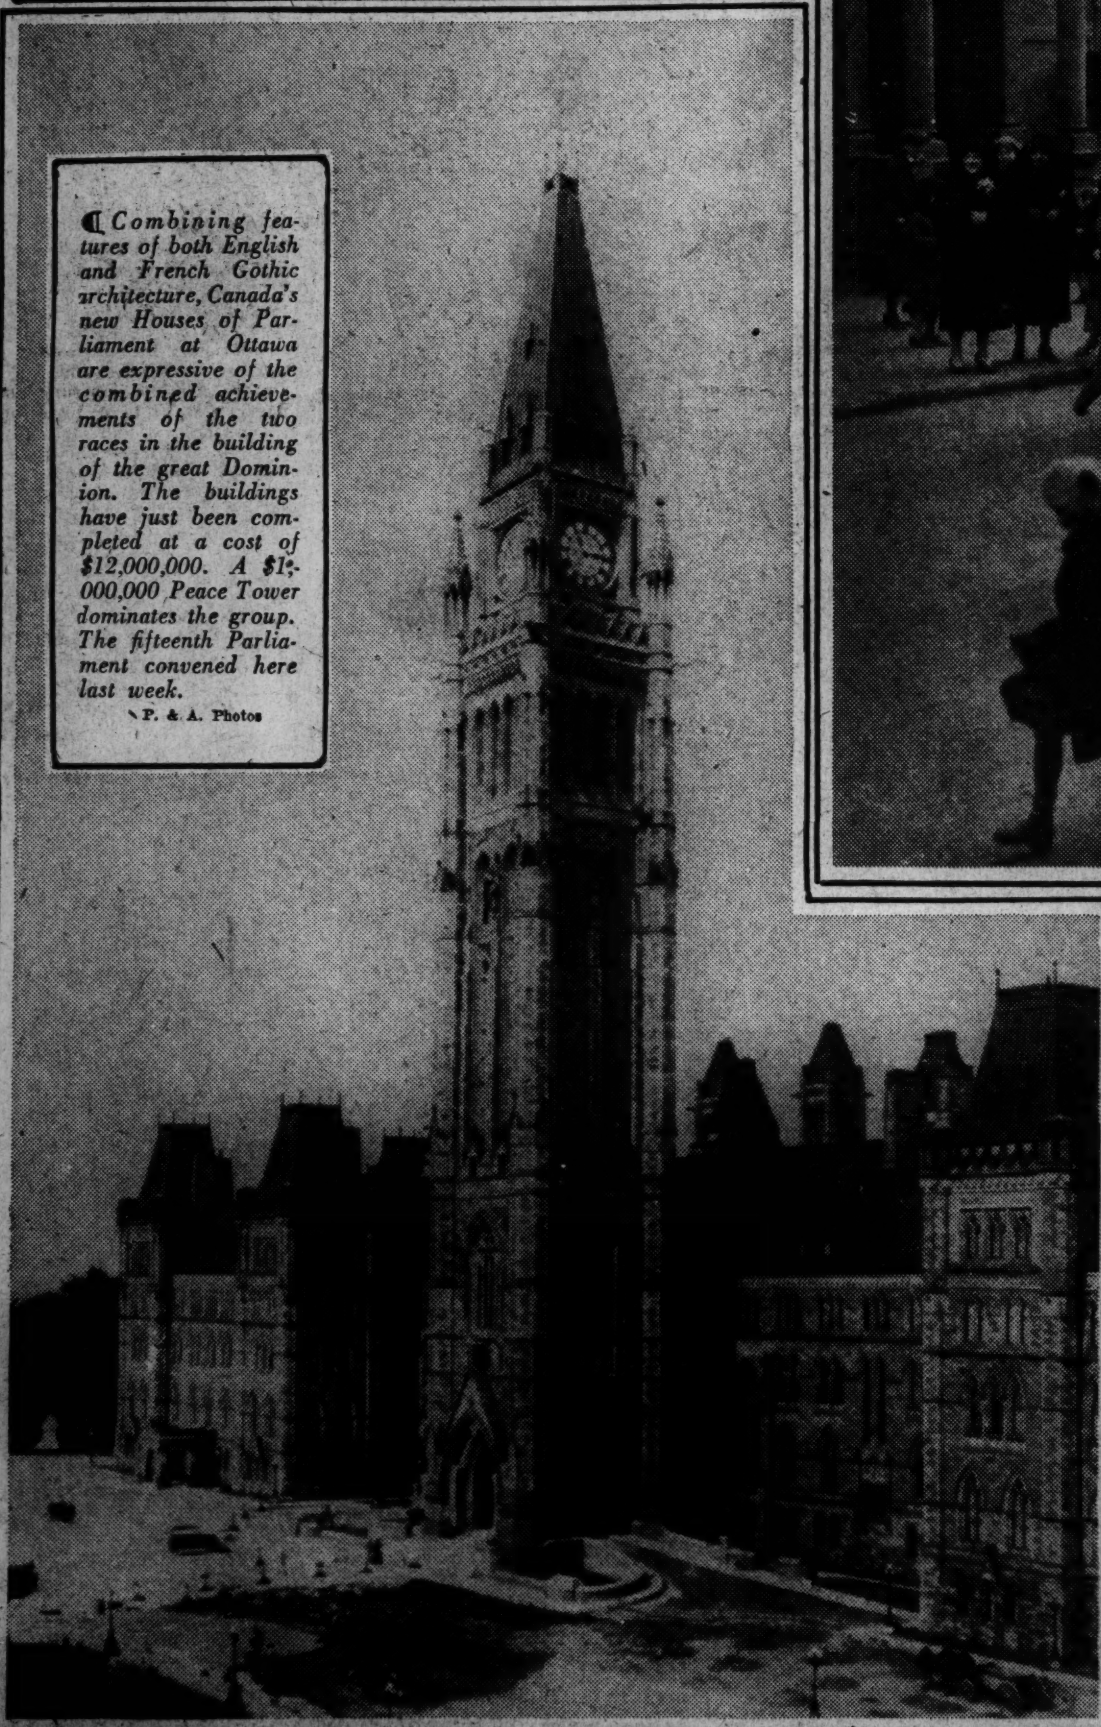 ¶ Combining fea-
tures of both English
and French Gothic
architecture, Canada's
new Houses of Par-
liament at Ottawa
are expressive of the
combined achieve-
ments of the two
races in the building
of the great Domin-
ion. The buildings
have just been com-
pleted at a cost of
$12,000,000. A $1,-
000,000 Peace Tower
dominates the group.
The fifteenth Parlia-
ment convened here
last week.
P. & A. Photos